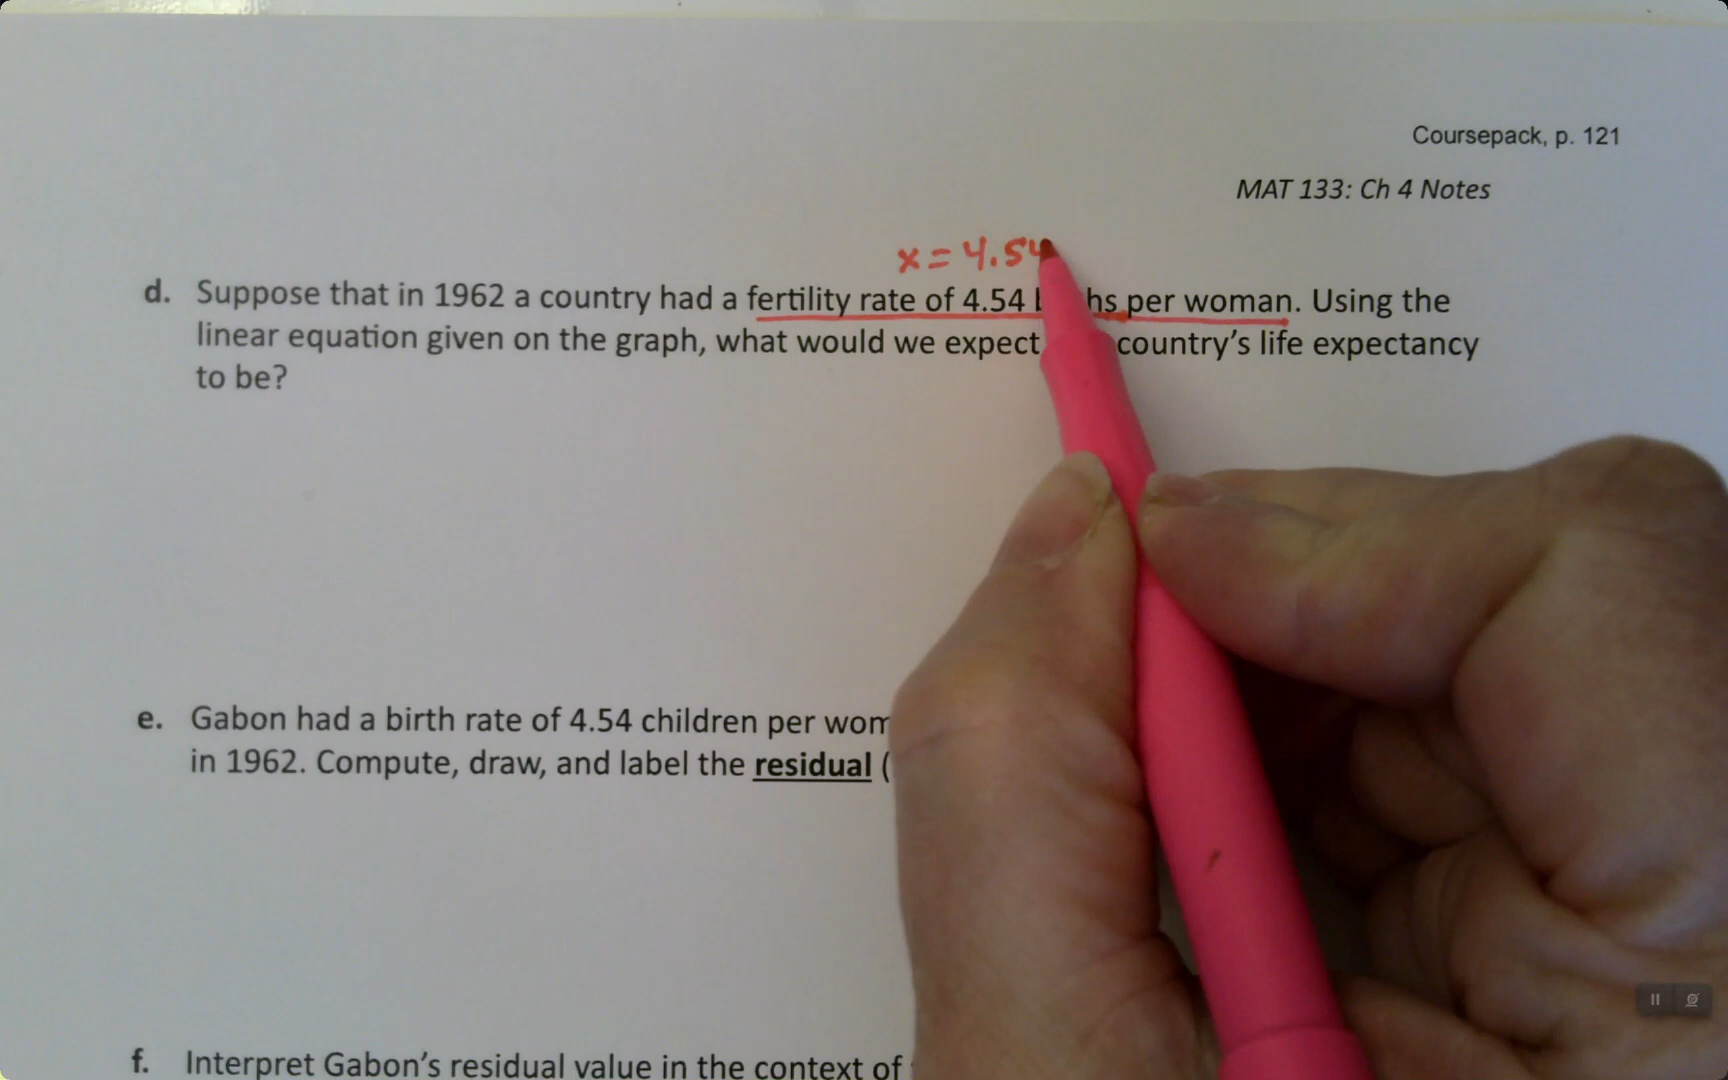 Coursepack, p. 121
MAT 133: Ch 4 Notes
x = 4.54
d. Suppose that in 1962 a country had a fertility rate of 4.54 hs per woman. Using the
linear equation given on the graph, what would we expect country's life expectancy
to be?
e. Gabon had a birth rate of 4.54 children per wom
in 1962. Compute, draw, and label the residual (
f. Interpret Gabon's residual value in the context of